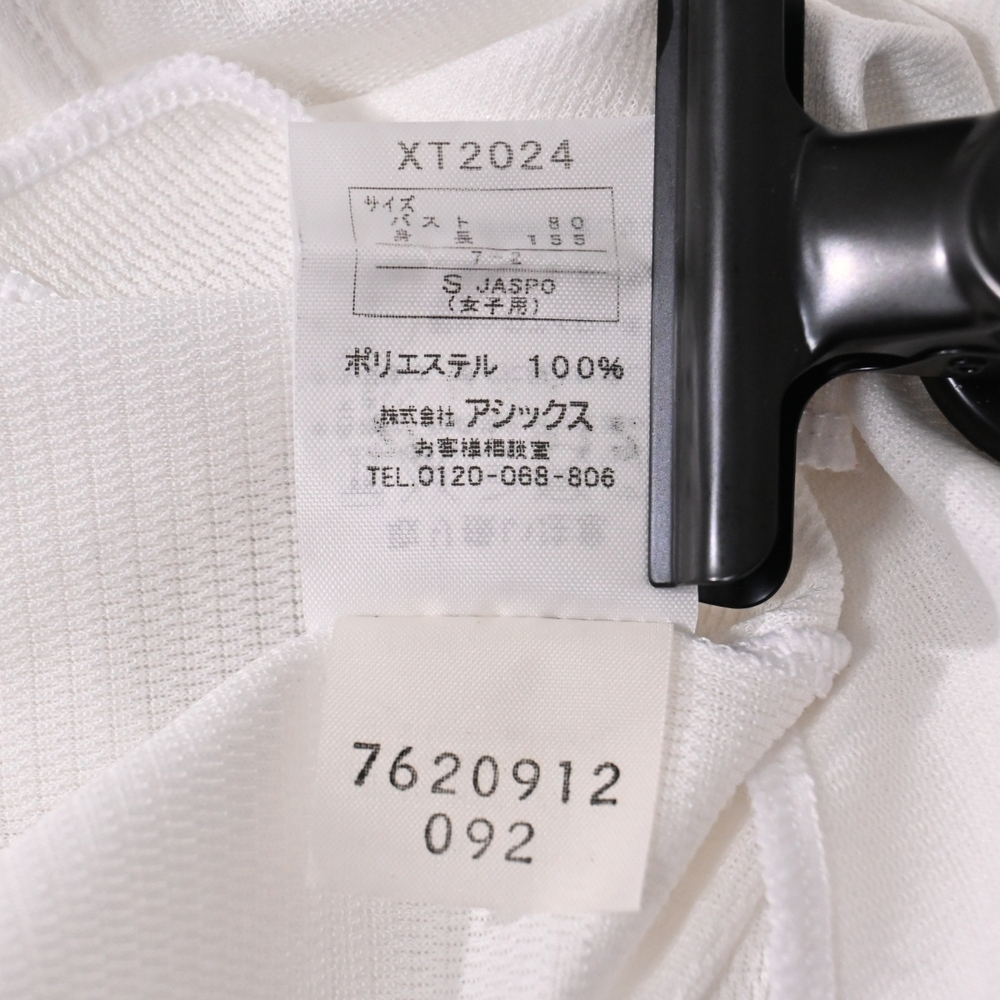 XT2024
サイズ
バスト 80
身長 155
7-2
S JASPO
(女子用)
ポリエステル 100%
株式会社 アシックス
お客様相談室
TEL.0120-068-806
7620912
092